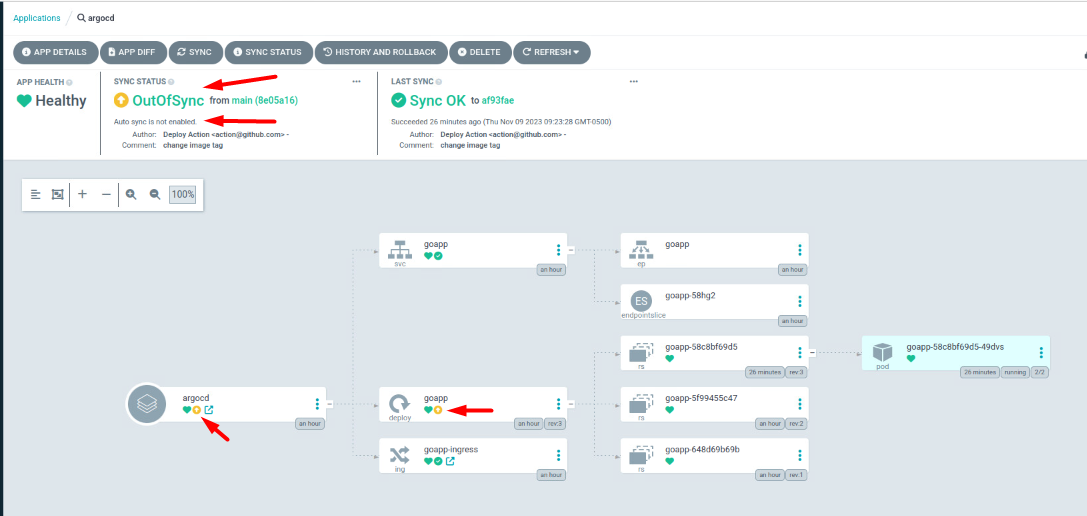 Applications / argocd
APP DETAILS APP DIFF SYNC SYNC STATUS HISTORY AND ROLLBACK DELETE REFRESH
APP HEALTH
Healthy
SYNC STATUS
OutOfSync from main (8e05a16)
Auto sync is not enabled.
Author: Deploy Action <action@github.com> -
Comment: change image tag
LAST SYNC
Sync OK to af93fae
Succeeded 26 minutes ago (Thu Nov 09 2023 09:23:28 GMT-0500)
Author: Deploy Action <action@github.com> -
Comment: change image tag
100%
argocd
an hour
goapp
svc
an hour
goapp
deploy
an hour rev:3
goapp-ingress
ing
an hour
goapp
ep
an hour
ES
goapp-58hg2
endpointslice
an hour
goapp-58c8bf69d5
rs
26 minutes rev:3
goapp-5f99455c47
rs
an hour rev:2
goapp-648d69b69b
rs
an hour rev:1
goapp-58c8bf69d5-49dvs
pod
26 minutes running 2/2